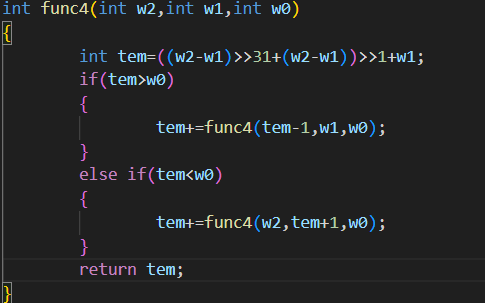 int func4(int w2,int w1,int w0)
{
int tem=((w2-w1)>>31+(w2-w1))>>1+w1;
if(tem>w0)
{
tem+=func4(tem-1,w1,w0);
}
else if(tem<w0)
{
tem+=func4(w2,tem+1,w0);
}
return tem;
}